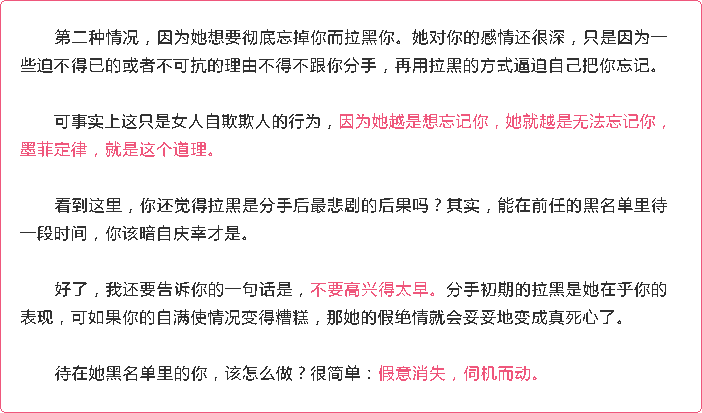 第二种情况，因为她想要彻底忘掉你而拉黑你。她对你的感情还很深，只是因为一
些迫不得已的或者不可抗的理由不得不跟你分手，再用拉黑的方式逼迫自己把你忘记。
可事实上这只是女人自欺欺人的行为，因为她越是想忘记你，她就越是无法忘记你，
墨菲定律，就是这个道理。
看到这里，你还觉得拉黑是分手后最悲剧的后果吗？其实，能在前任的黑名单里待
一段时间，你该暗自庆幸才是。
好了，我还要告诉你的一句话是，不要高兴得太早。分手初期的拉黑是她在乎你的
表现，可如果你的自满使情况变得糟糕，那她的假绝情就会妥妥地变成真死心了。
待在她黑名单里的你，该怎么做？很简单：假意消失，伺机而动。